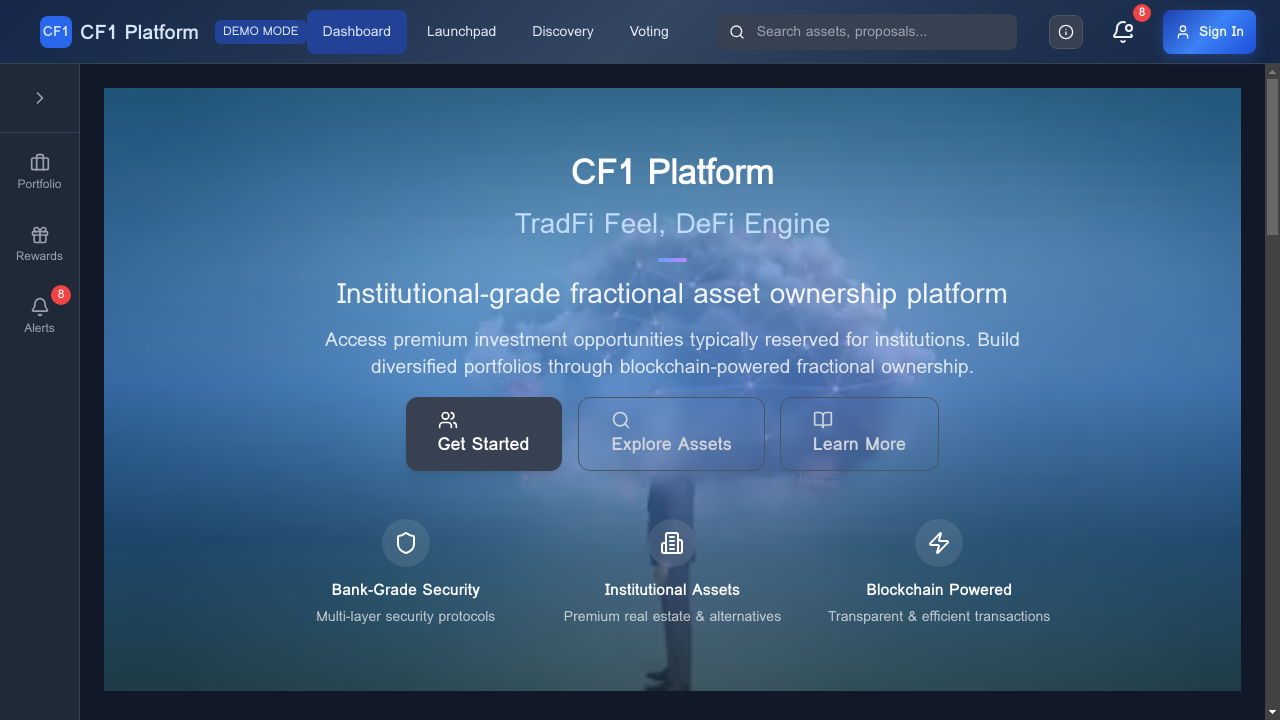 CF1 CF1 Platform DEMO MODE Dashboard Launchpad Discovery Voting Search assets, proposals... 8 Sign In
Portfolio
Rewards
8
Alerts
CF1 Platform
TradFi Feel, DeFi Engine
Institutional-grade fractional asset ownership platform
Access premium investment opportunities typically reserved for institutions. Build
diversified portfolios through blockchain-powered fractional ownership.
Get Started Explore Assets Learn More
Bank-Grade Security Institutional Assets Blockchain Powered
Multi-layer security protocols Premium real estate & alternatives Transparent & efficient transactions